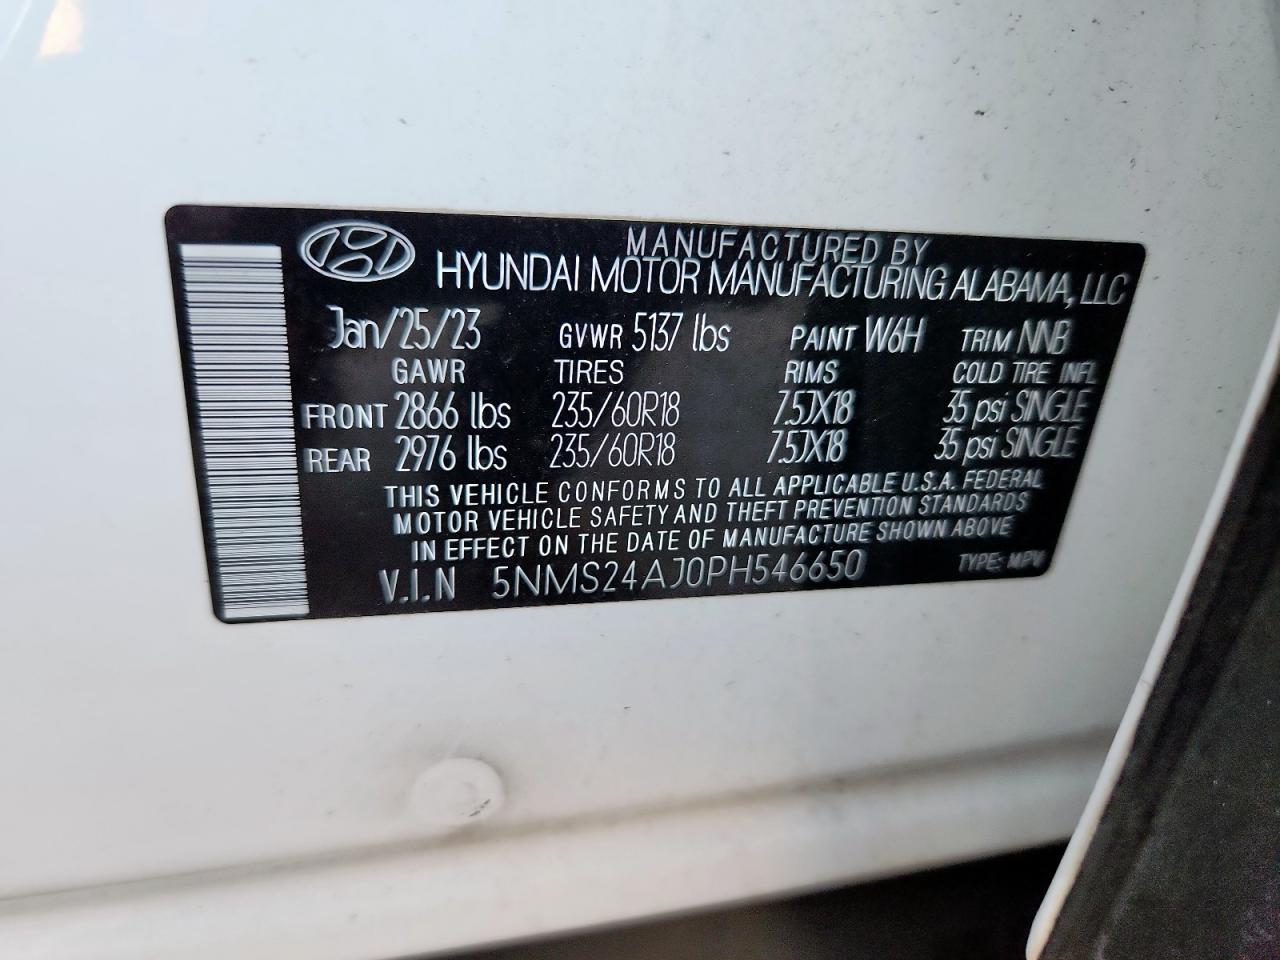 MANUFACTURED BY
HYUNDAI MOTOR MANUFACTURING ALABAMA, LLC
Jan/25/23 GVWR 5137 lbs PAINT W6H TRIM NNB
GAWR TIRES RIMS COLD TIRE INFL
FRONT 2866 lbs 235/60R18 7.5JX18 35 psi SINGLE
REAR 2976 lbs 235/60R18 7.5JX18 35 psi SINGLE
THIS VEHICLE CONFORMS TO ALL APPLICABLE U.S.A. FEDERAL
MOTOR VEHICLE SAFETY AND THEFT PREVENTION STANDARDS
IN EFFECT ON THE DATE OF MANUFACTURE SHOWN ABOVE
V.I.N 5NMS24AJ0PH546650 TYPE: MPV